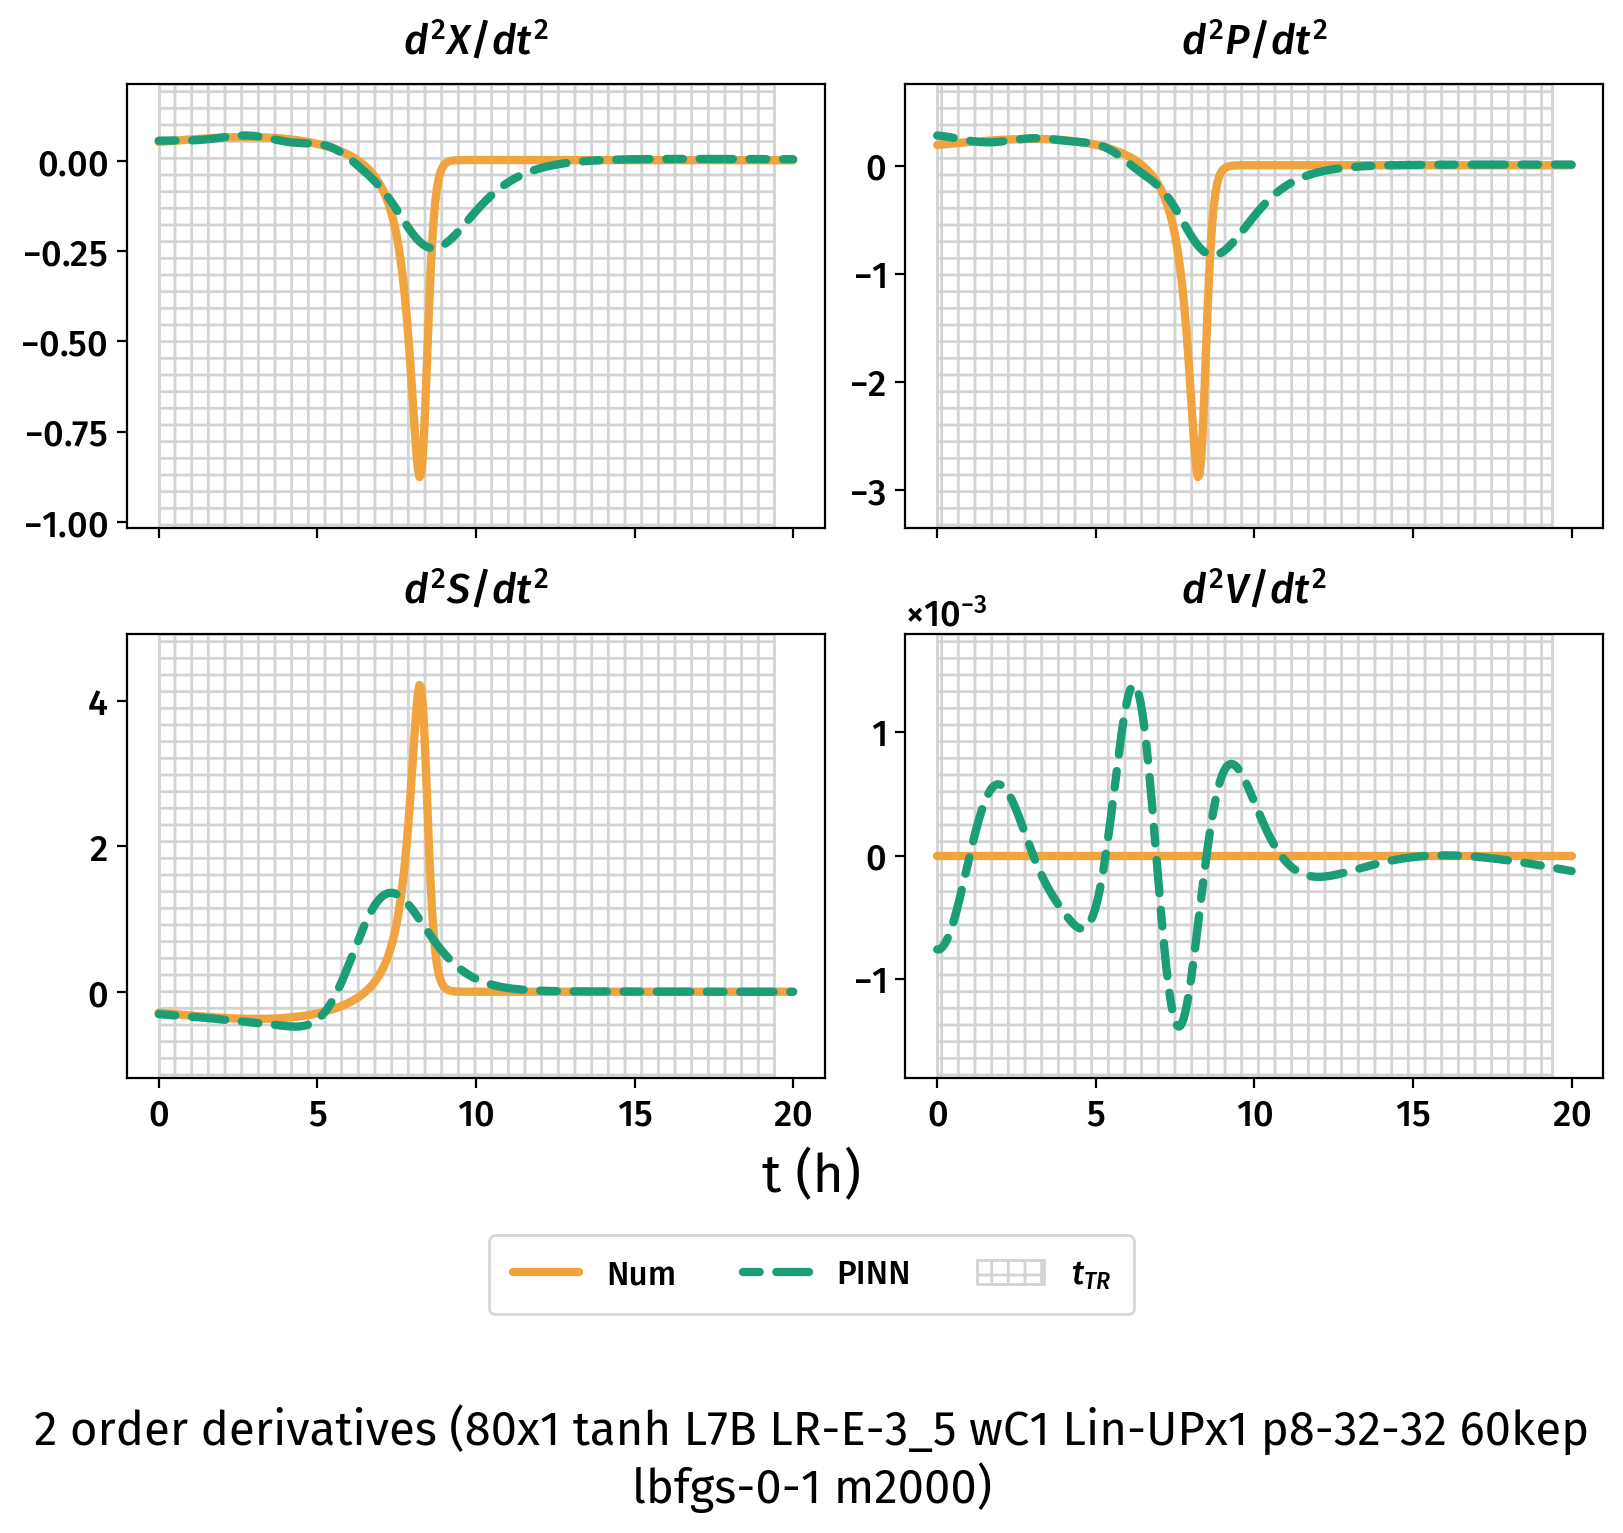 d²X/dt²
d²P/dt²
0.00
−0.25
−0.50
−0.75
−1.00
0
−1
−2
−3
d²S/dt²
d²V/dt²
×10⁻³
4
2
0
1
0
−1
0 5 10 15 20
0 5 10 15 20
t (h)
Num PINN t_TR
2 order derivatives (80x1 tanh L7B LR-E-3_5 wC1 Lin-UPx1 p8-32-32 60kep
lbfgs-0-1 m2000)